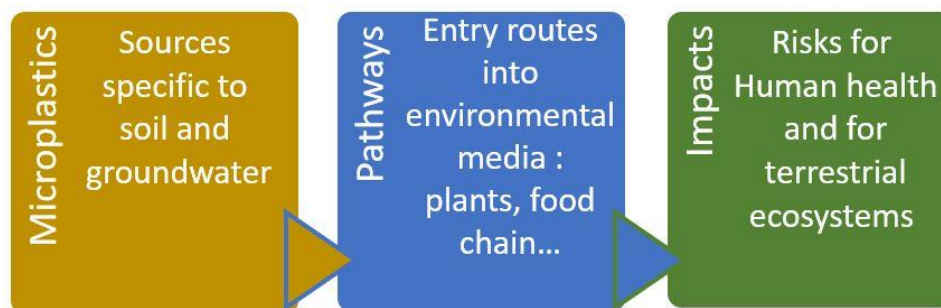 Microplastics
Sources
specific to
soil and
groundwater
Pathways
Entry routes
into
environmental
media :
plants, food
chain...
Impacts
Risks for
Human health
and for
terrestrial
ecosystems